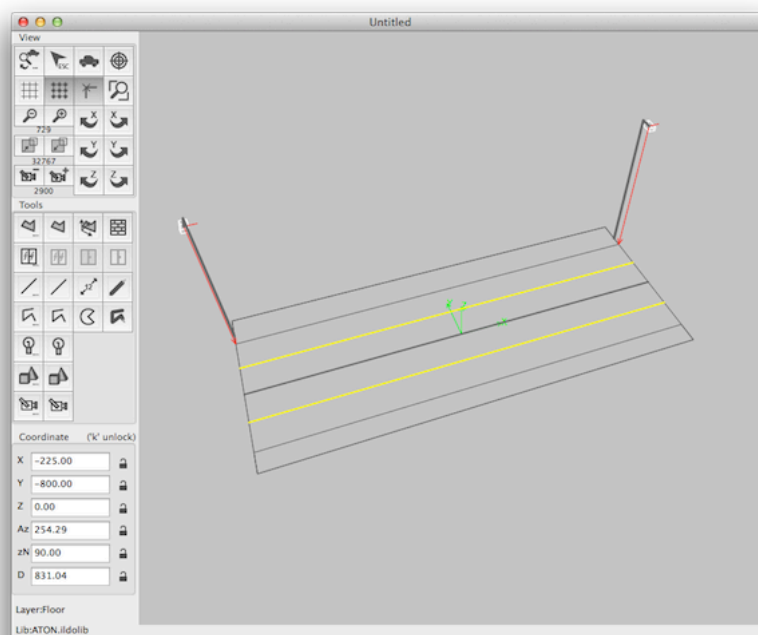 Untitled
View
ESC
X X
729
Y Y
32767
Z Z
2900
Tools
Coordinate ('k' unlock)
X -225.00
Y -800.00
Z 0.00
Az 254.29
zN 90.00
D 831.04
Layer:Floor
Lib:ATON.ildolib